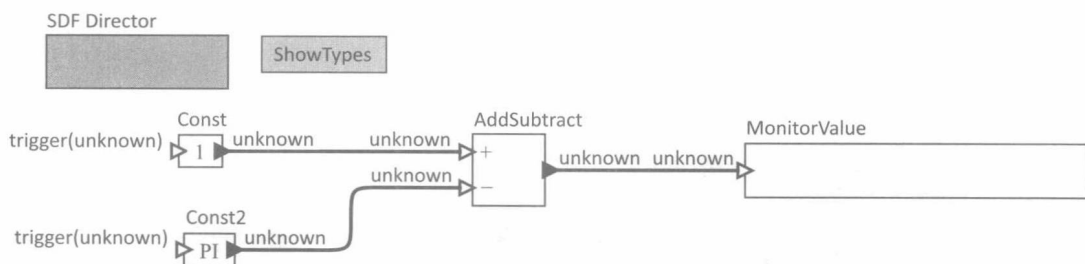 SDF Director
ShowTypes
Const
trigger(unknown)
1
unknown
unknown
AddSubtract
+
unknown
−
unknown
unknown
MonitorValue
Const2
trigger(unknown)
PI
unknown